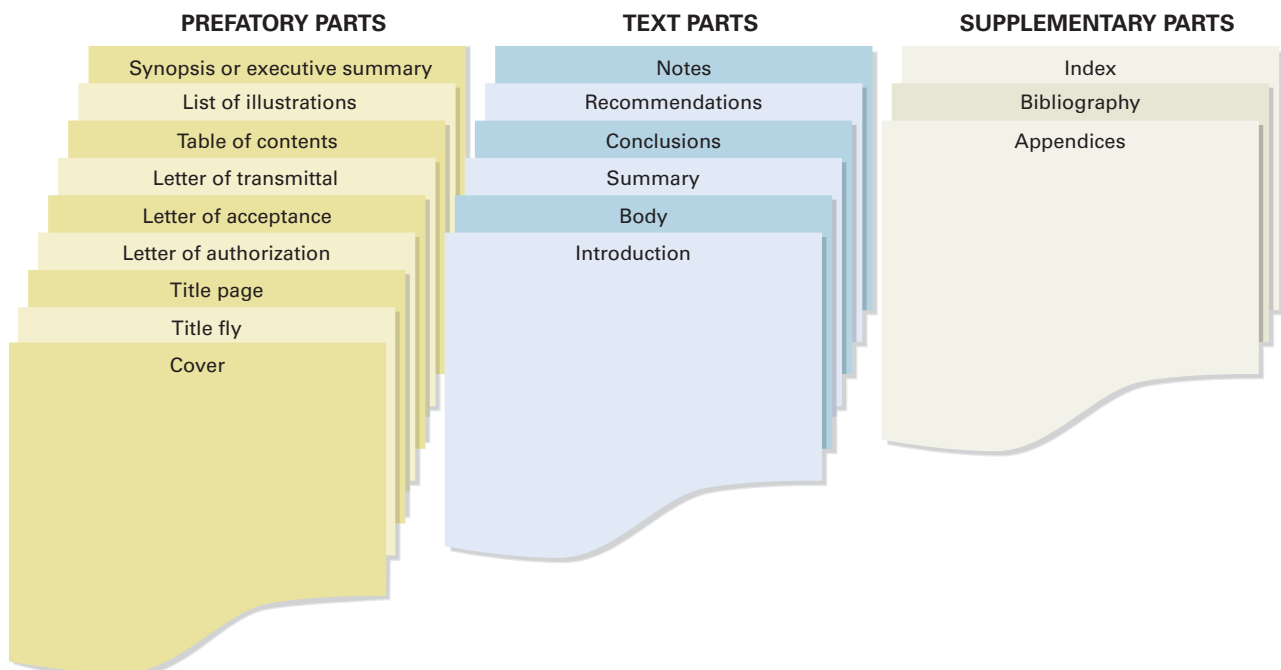 PREFATORY PARTS
Synopsis or executive summary
List of illustrations
Table of contents
Letter of transmittal
Letter of acceptance
Letter of authorization
Title page
Title fly
Cover
TEXT PARTS
Notes
Recommendations
Conclusions
Summary
Body
Introduction
SUPPLEMENTARY PARTS
Index
Bibliography
Appendices